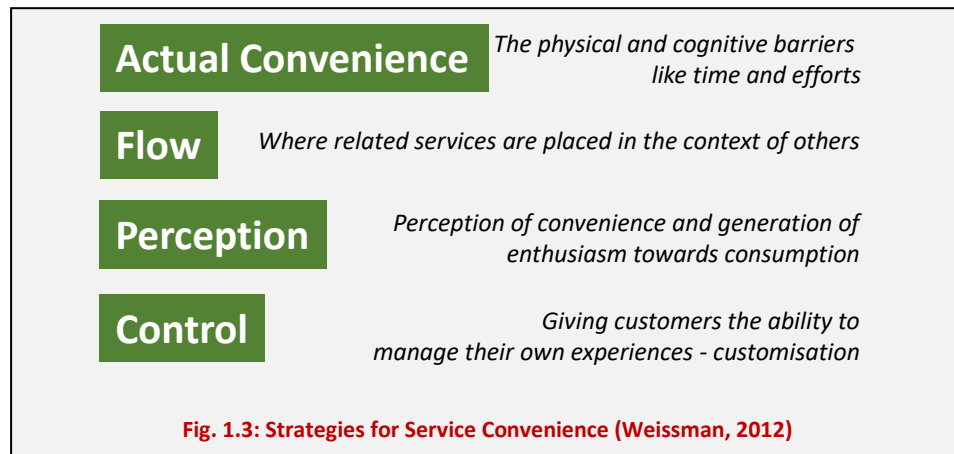 Actual Convenience
The physical and cognitive barriers
like time and efforts
Flow
Where related services are placed in the context of others
Perception
Perception of convenience and generation of
enthusiasm towards consumption
Control
Giving customers the ability to
manage their own experiences - customisation
Fig. 1.3: Strategies for Service Convenience (Weissman, 2012)